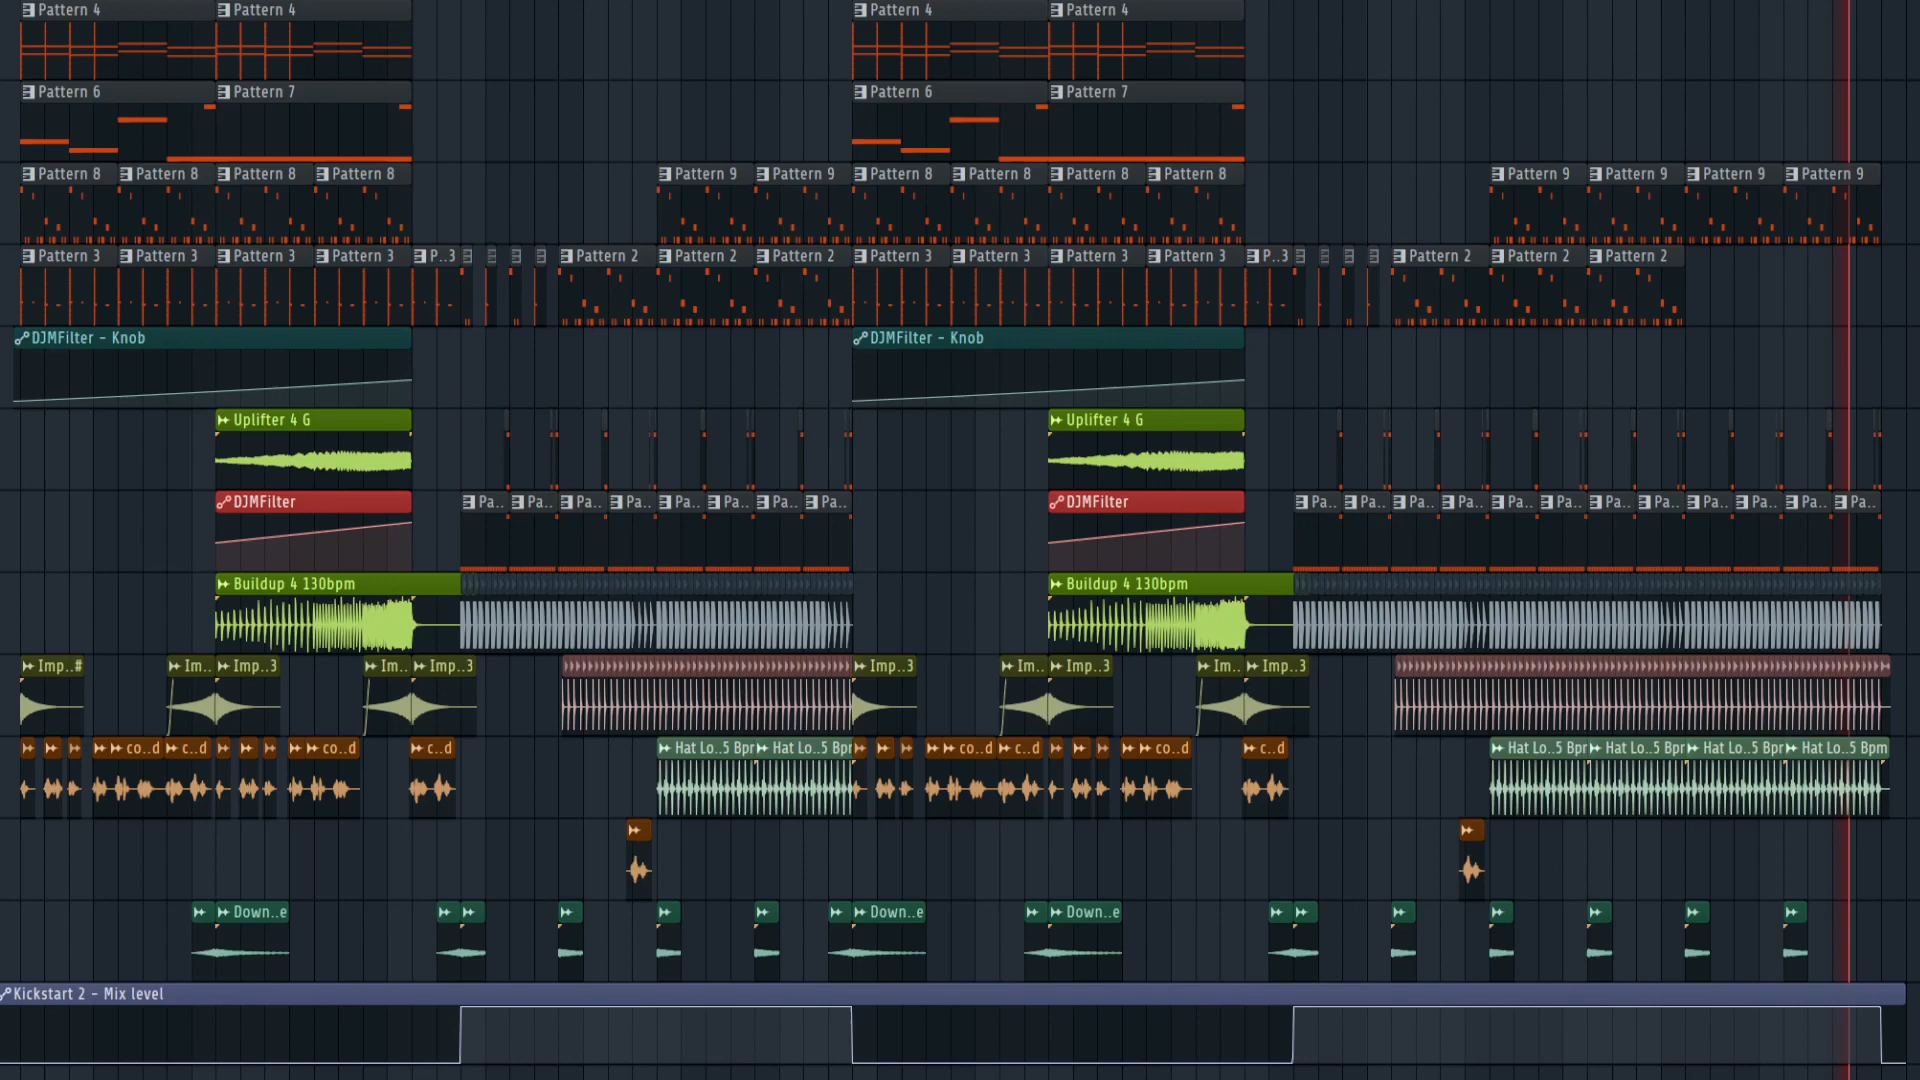 Pattern 4 Pattern 4 Pattern 4 Pattern 4
Pattern 6 Pattern 7 Pattern 6 Pattern 7
Pattern 8 Pattern 8 Pattern 8 Pattern 8 Pattern 9 Pattern 9 Pattern 8 Pattern 8 Pattern 8 Pattern 8 Pattern 9 Pattern 9 Pattern 9 Pattern 9
Pattern 3 Pattern 3 Pattern 3 Pattern 3 P..3 Pattern 2 Pattern 2 Pattern 2 Pattern 3 Pattern 3 Pattern 3 Pattern 3 P..3 Pattern 2 Pattern 2 Pattern 2
DJMFilter - Knob DJMFilter - Knob
Uplifter 4 G Uplifter 4 G
DJMFilter Pa.. Pa.. Pa.. Pa.. Pa.. Pa.. Pa.. Pa.. DJMFilter Pa.. Pa.. Pa.. Pa.. Pa.. Pa.. Pa.. Pa.. Pa.. Pa.. Pa.. Pa..
Buildup 4 130bpm Buildup 4 130bpm
Imp..# Im.. Imp..3 Im.. Imp..3 Imp..3 Im.. Imp..3 Im.. Imp..3
co..d c..d co..d c..d Hat Lo..5 Bpm Hat Lo..5 Bpm co..d c..d co..d c..d Hat Lo..5 Bpm Hat Lo..5 Bpm Hat Lo..5 Bpm Hat Lo..5 Bpm
Down..e Down..e Down..e
Kickstart 2 - Mix level